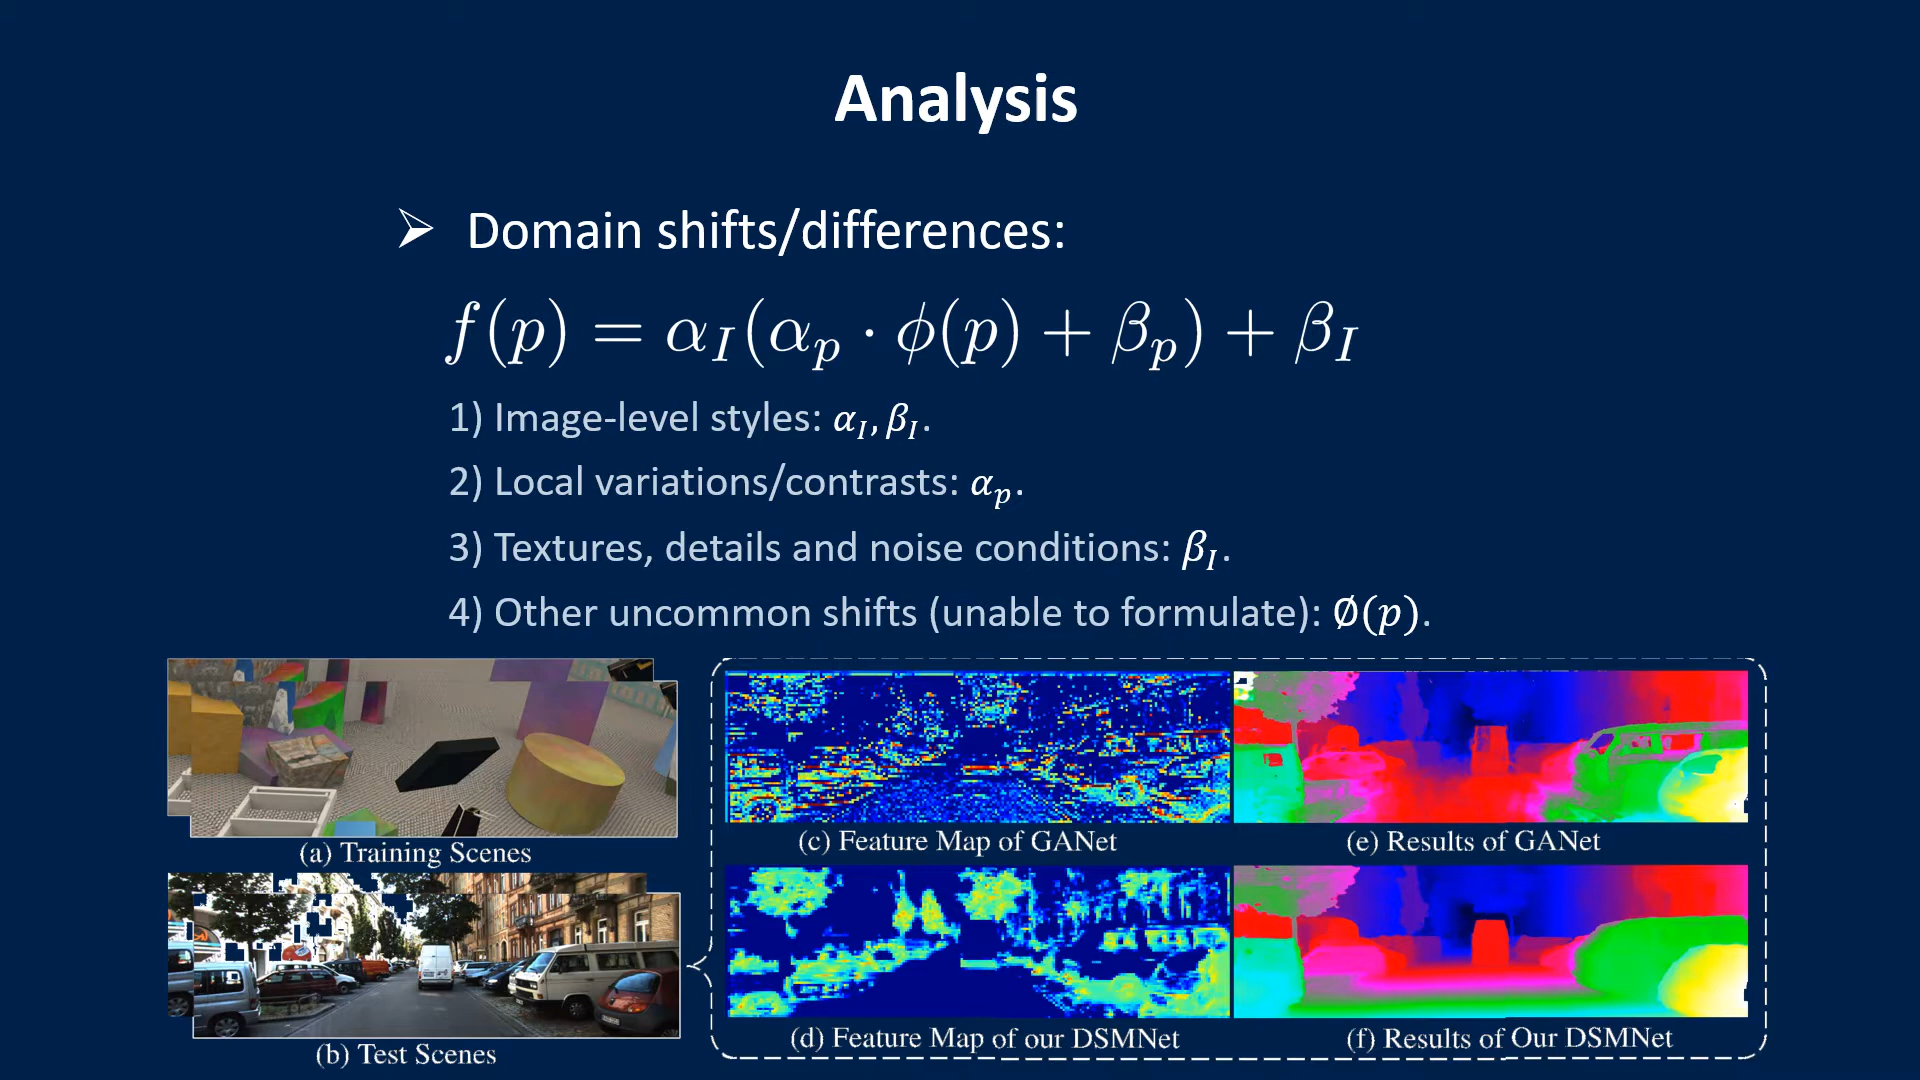 Analysis
➢ Domain shifts/differences:
f(p) = α_I(α_p · ϕ(p) + β_p) + β_I
1) Image-level styles: α_I, β_I.
2) Local variations/contrasts: α_p.
3) Textures, details and noise conditions: β_I.
4) Other uncommon shifts (unable to formulate): ∅(p).
(a) Training Scenes
(b) Test Scenes
(c) Feature Map of GANet
(e) Results of GANet
(d) Feature Map of our DSMNet
(f) Results of Our DSMNet